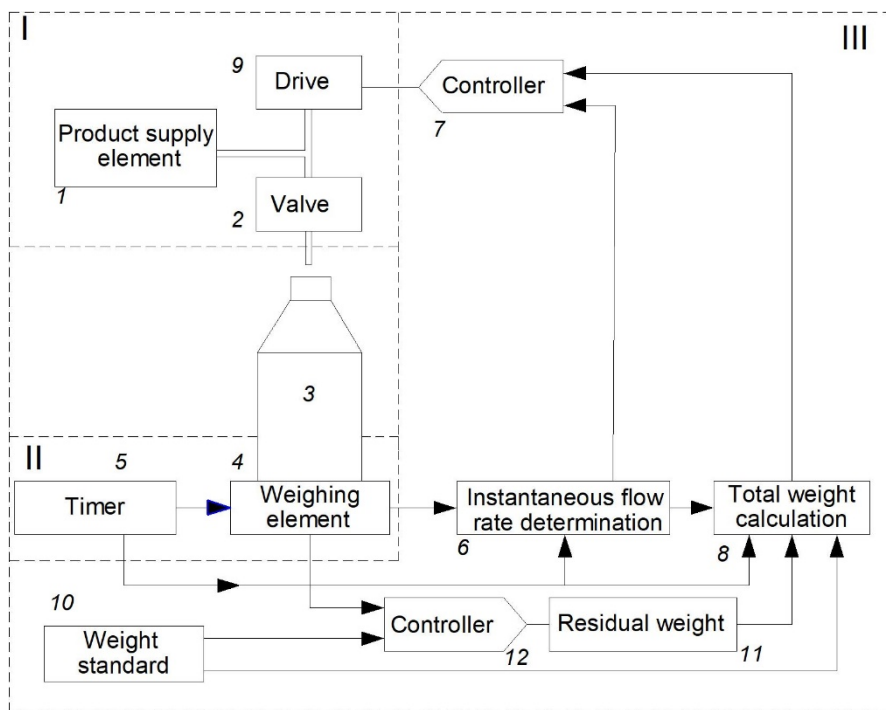 I
III
9
Drive
Controller
7
Product supply
element
1
2
Valve
3
II
5
4
Timer
Weighing
element
Instantaneous flow
rate determination
6
Total weight
calculation
8
10
Weight
standard
Controller
12
Residual weight
11